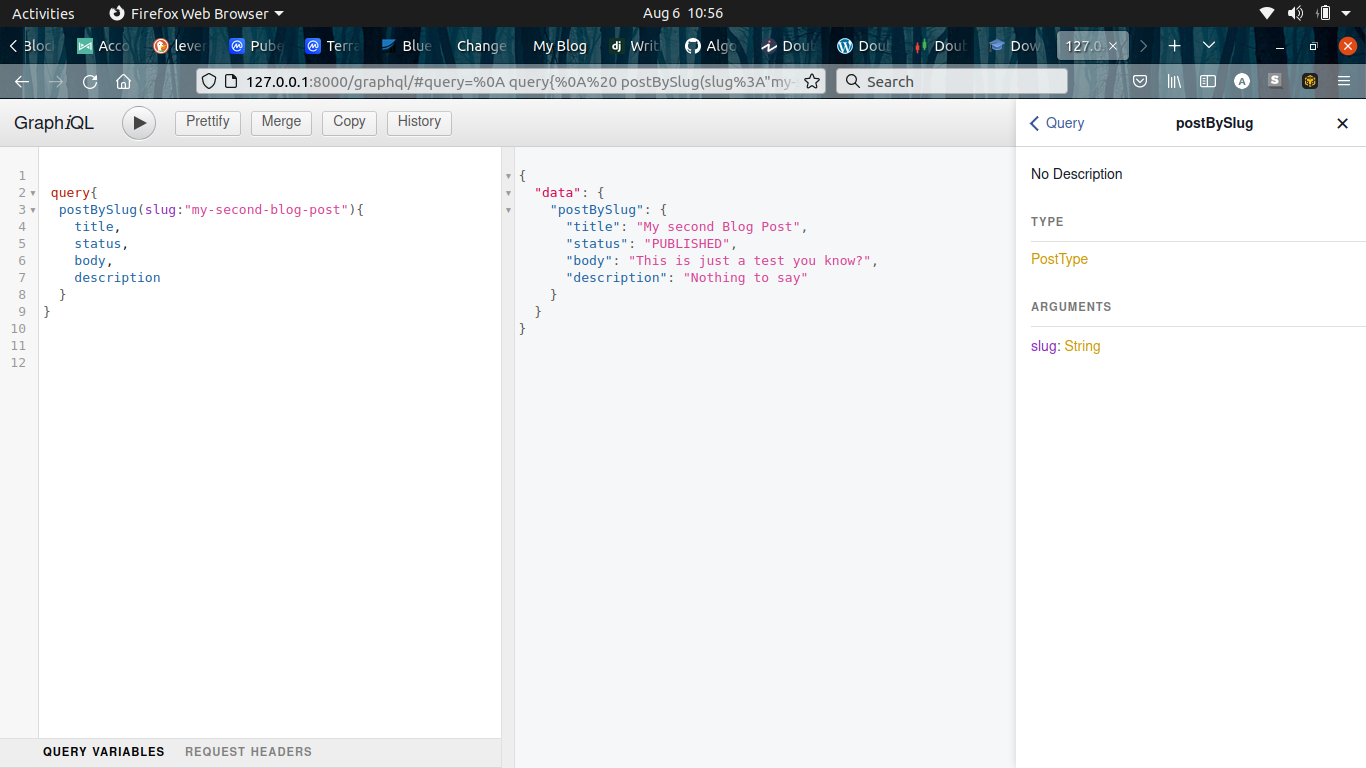 Activities Firefox Web Browser Aug 6 10:56
Bloc Acco lever Pube Terra Blue Change My Blog dj Writi Algo Dout Dout Dout Dow 127.0.
127.0.0.1:8000/graphql/#query=%0A query{%0A%20 postBySlug(slug%3A"my- Search A S
GraphiQL Prettify Merge Copy History
Query postBySlug
1
2 query{
3 postBySlug(slug:"my-second-blog-post"){
4 title,
5 status,
6 body,
7 description
8 }
9 }
10
11
12
{
"data": {
"postBySlug": {
"title": "My second Blog Post",
"status": "PUBLISHED",
"body": "This is just a test you know?",
"description": "Nothing to say"
}
}
}
No Description
TYPE
PostType
ARGUMENTS
slug: String
QUERY VARIABLES REQUEST HEADERS